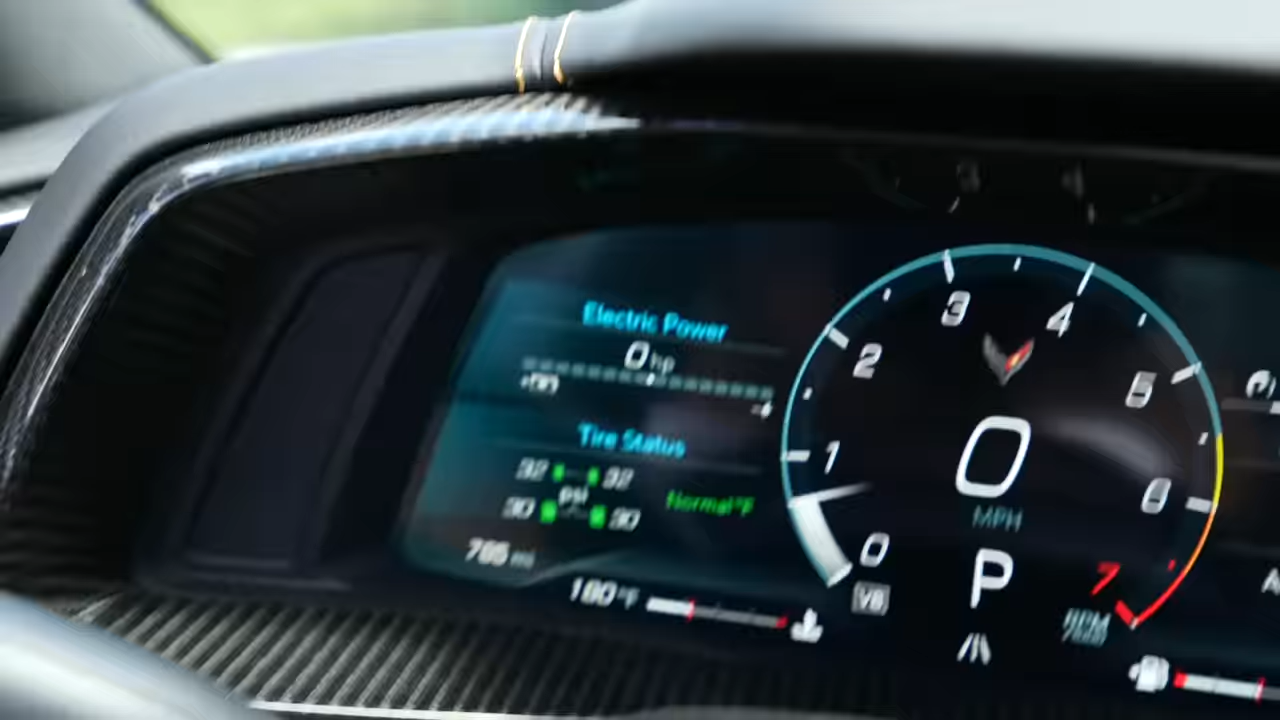 Electric Power
0 hp
Tire Status
32 32
psi
30 30
Normal°F
785 mi
180 °F
0
1
2
3
4
5
6
7
0
MPH
P
V8
RPM